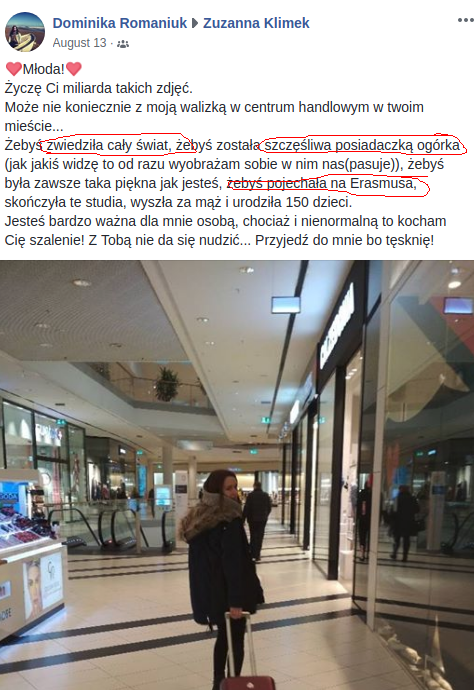 Dominika Romaniuk ▸ Zuzanna Klimek
August 13 ·
❤️Młoda!❤️
Życzę Ci miliarda takich zdjęć.
Może nie koniecznie z moją walizką w centrum handlowym w twoim
mieście...
Żebyś zwiedziła cały świat, żebyś została szczęśliwą posiadaczką ogórka
(jak jakiś widzę to od razu wyobrażam sobie w nim nas(pasuje)), żebyś
była zawsze taka piękna jak jesteś, żebyś pojechała na Erasmusa,
skończyła te studia, wyszła za mąż i urodziła 150 dzieci.
Jesteś bardzo ważna dla mnie osobą, chociaż i nienormalną to kocham
Cię szalenie! Z Tobą nie da się nudzić... Przyjedź do mnie bo tęsknię!